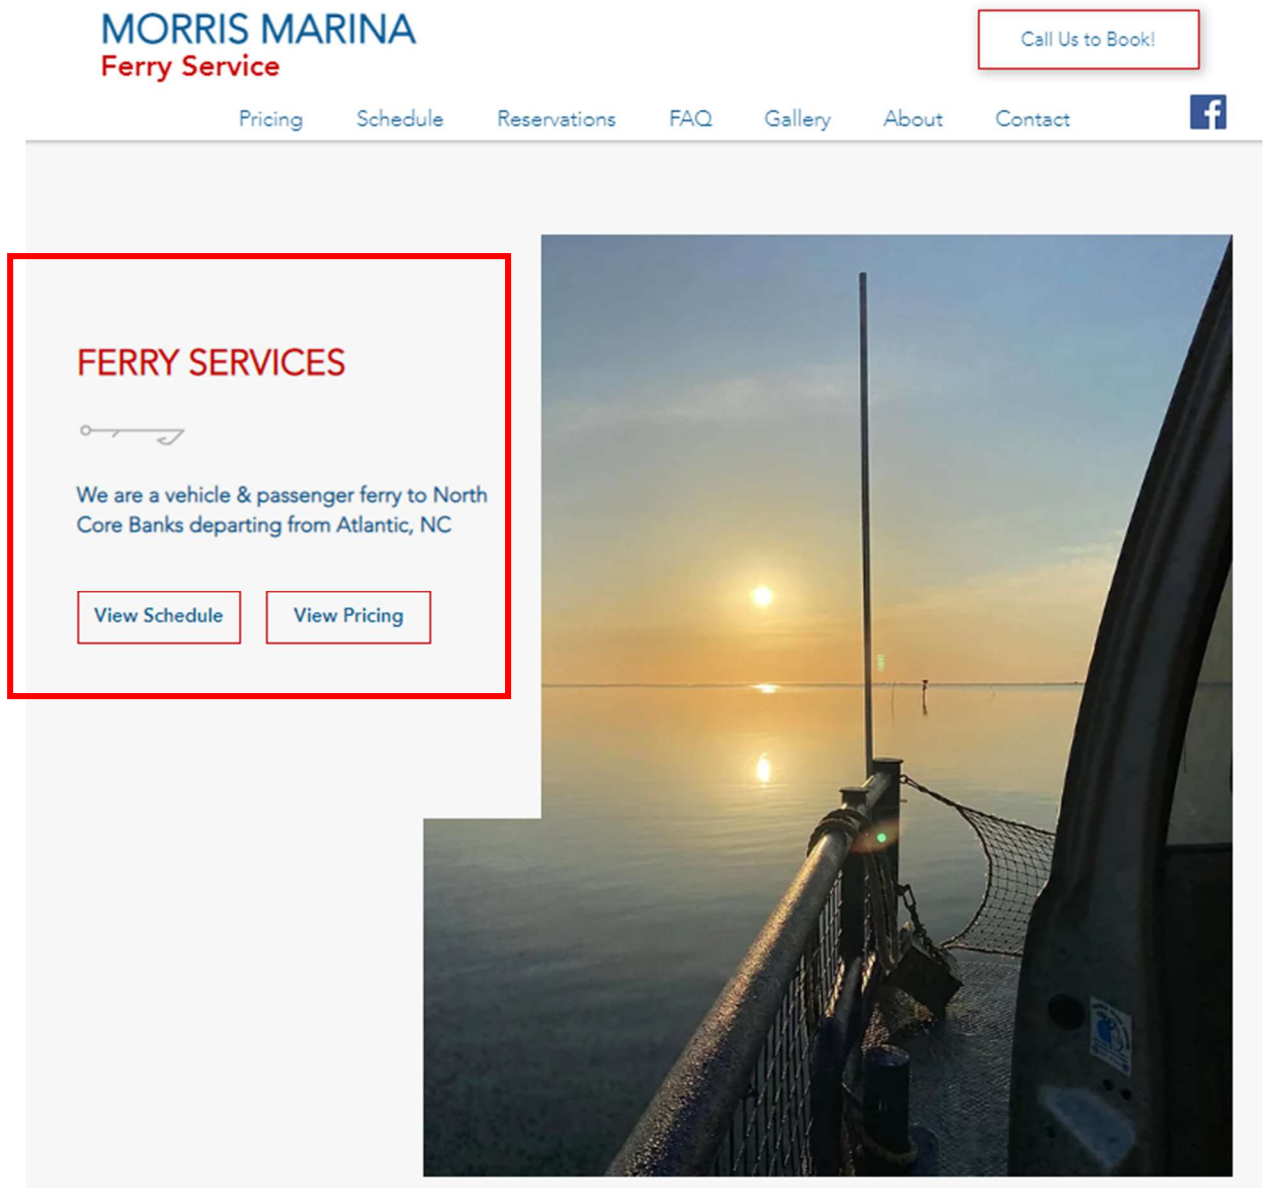 MORRIS MARINA
Ferry Service
Call Us to Book!
Pricing Schedule Reservations FAQ Gallery About Contact
f
FERRY SERVICES
We are a vehicle & passenger ferry to North
Core Banks departing from Atlantic, NC
View Schedule View Pricing